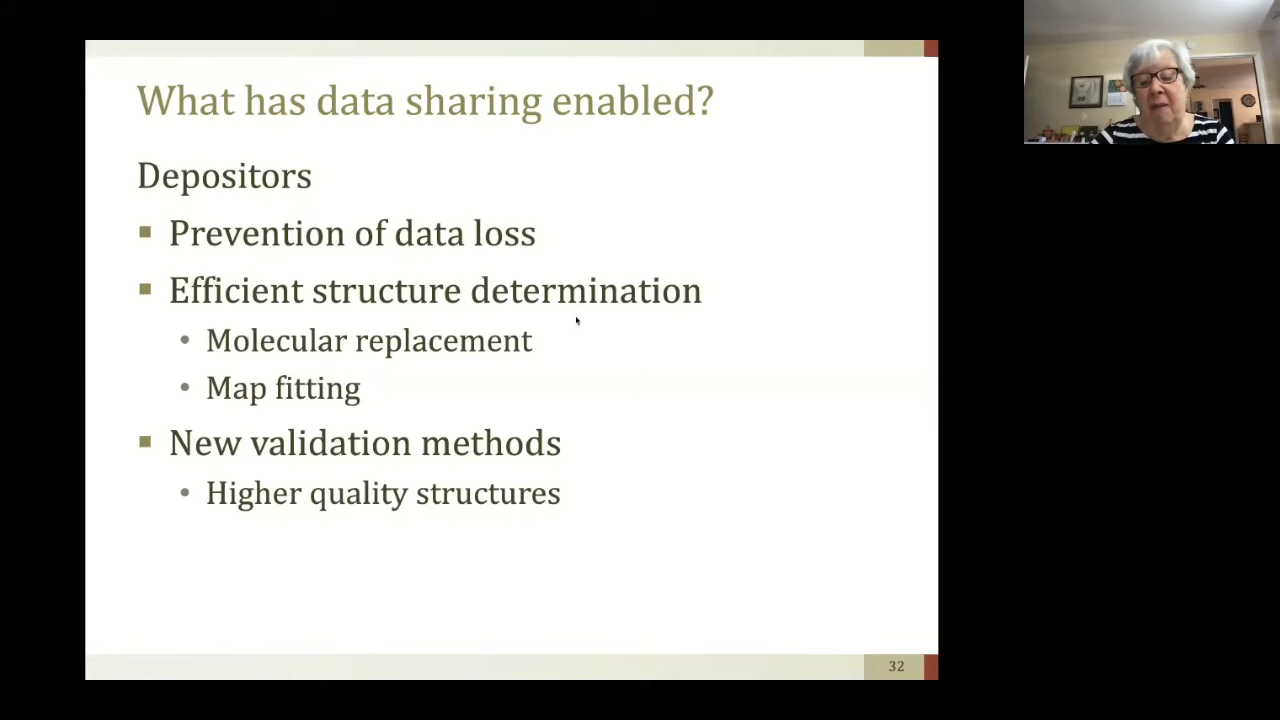 What has data sharing enabled?
Depositors
Prevention of data loss
Efficient structure determination
Molecular replacement
Map fitting
New validation methods
Higher quality structures
32